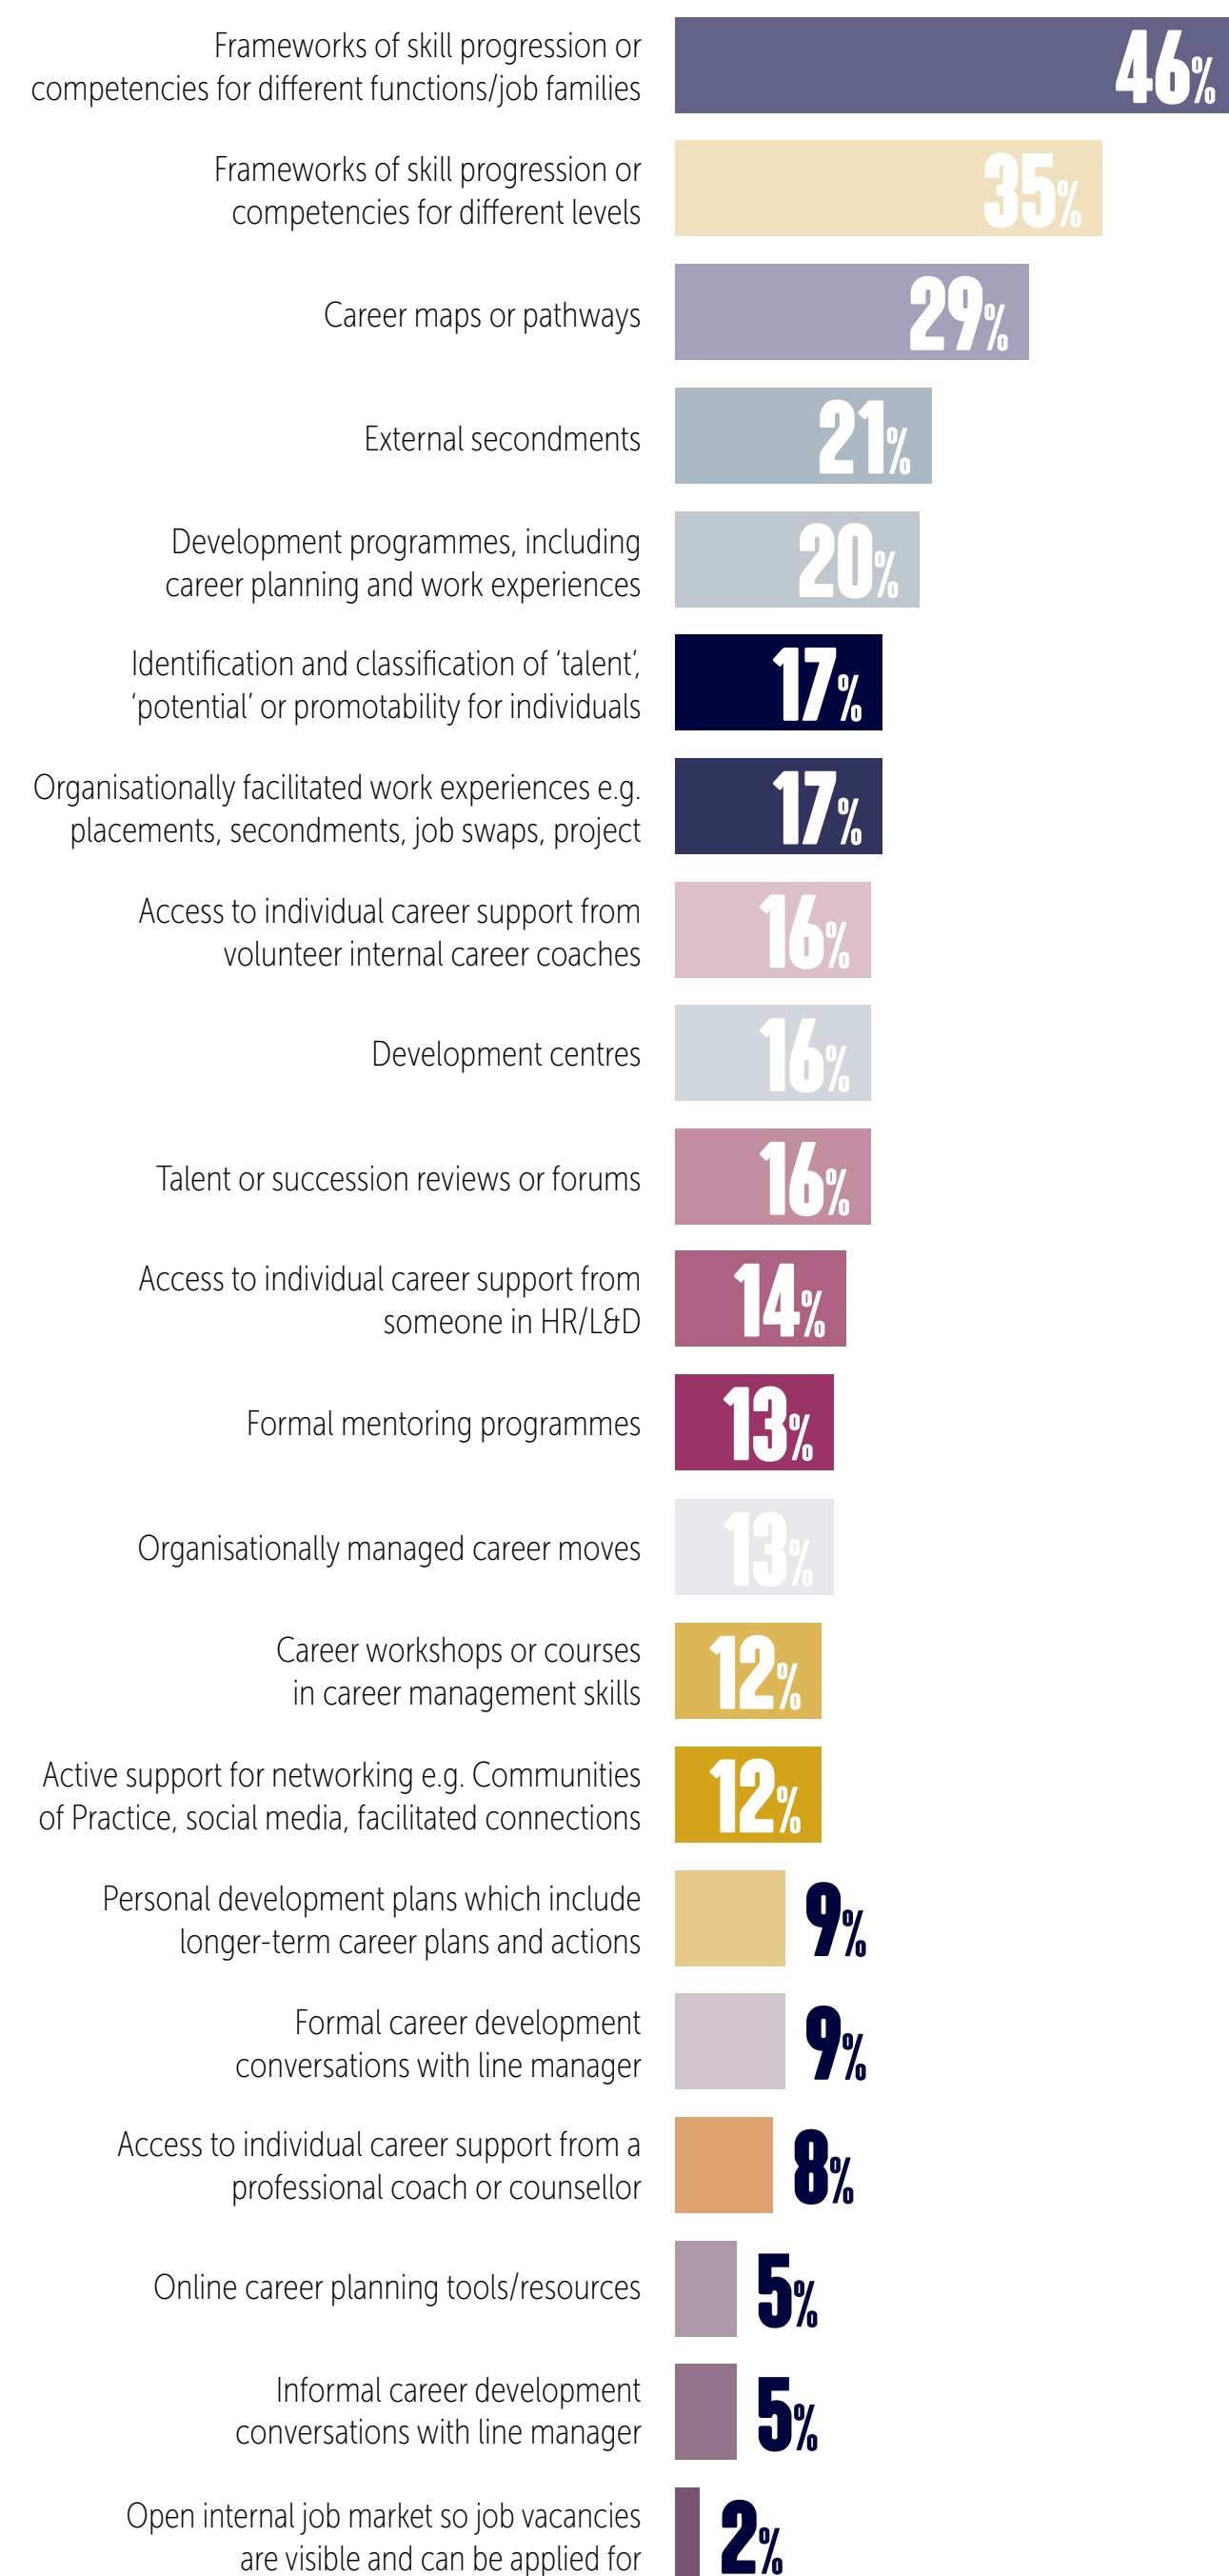 Frameworks of skill progression or
competencies for different functions/job families
46%
Frameworks of skill progression or
competencies for different levels
35%
Career maps or pathways
29%
External secondments
21%
Development programmes, including
career planning and work experiences
20%
Identification and classification of ‘talent’,
‘potential’ or promotability for individuals
17%
Organisationally facilitated work experiences e.g.
placements, secondments, job swaps, project
17%
Access to individual career support from
volunteer internal career coaches
16%
Development centres
16%
Talent or succession reviews or forums
16%
Access to individual career support from
someone in HR/L&D
14%
Formal mentoring programmes
13%
Organisationally managed career moves
13%
Career workshops or courses
in career management skills
12%
Active support for networking e.g. Communities
of Practice, social media, facilitated connections
12%
Personal development plans which include
longer-term career plans and actions
9%
Formal career development
conversations with line manager
9%
Access to individual career support from a
professional coach or counsellor
8%
Online career planning tools/resources
5%
Informal career development
conversations with line manager
5%
Open internal job market so job vacancies
are visible and can be applied for
2%